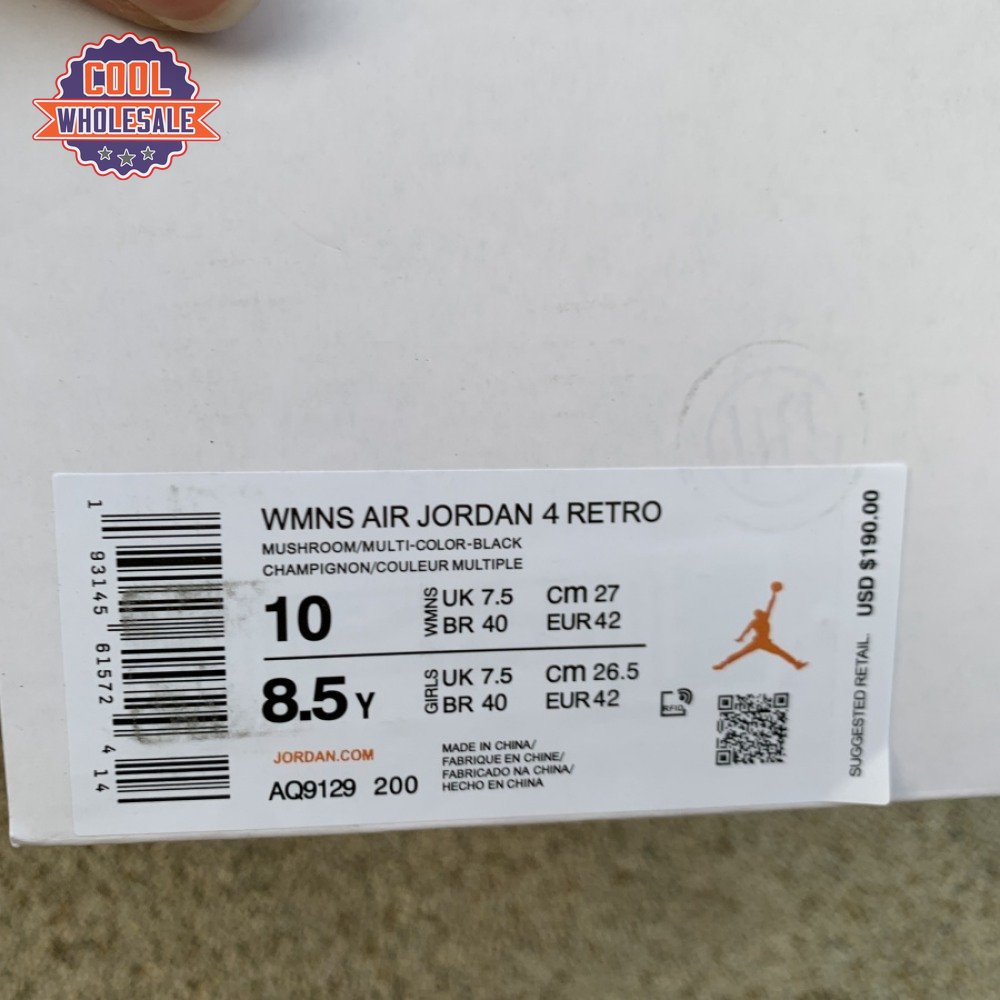 COOL
WHOLESALE
WMNS AIR JORDAN 4 RETRO
MUSHROOM/MULTI-COLOR-BLACK
CHAMPIGNON/COULEUR MULTIPLE
10
WMNS
UK 7.5 cm 27
BR 40 EUR 42
8.5 Y
GIRLS
UK 7.5 cm 26.5
BR 40 EUR 42
RFID
JORDAN.COM
AQ9129 200
MADE IN CHINA/
FABRIQUE EN CHINE/
FABRICADO NA CHINA/
HECHO EN CHINA
1 93145 61572 4 14
SUGGESTED RETAIL USD $190.00